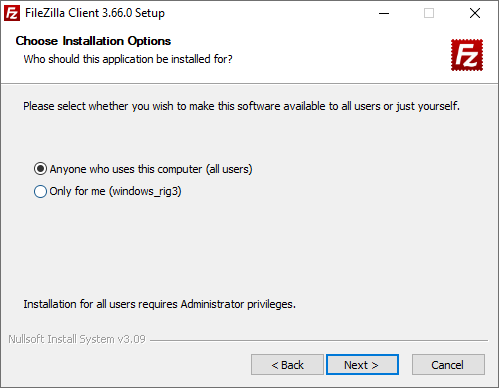 FileZilla Client 3.66.0 Setup
Choose Installation Options
Who should this application be installed for?
Fz
Please select whether you wish to make this software available to all users or just yourself.
Anyone who uses this computer (all users)
Only for me (windows_rig3)
Installation for all users requires Administrator privileges.
Nullsoft Install System v3.09
< Back
Next >
Cancel